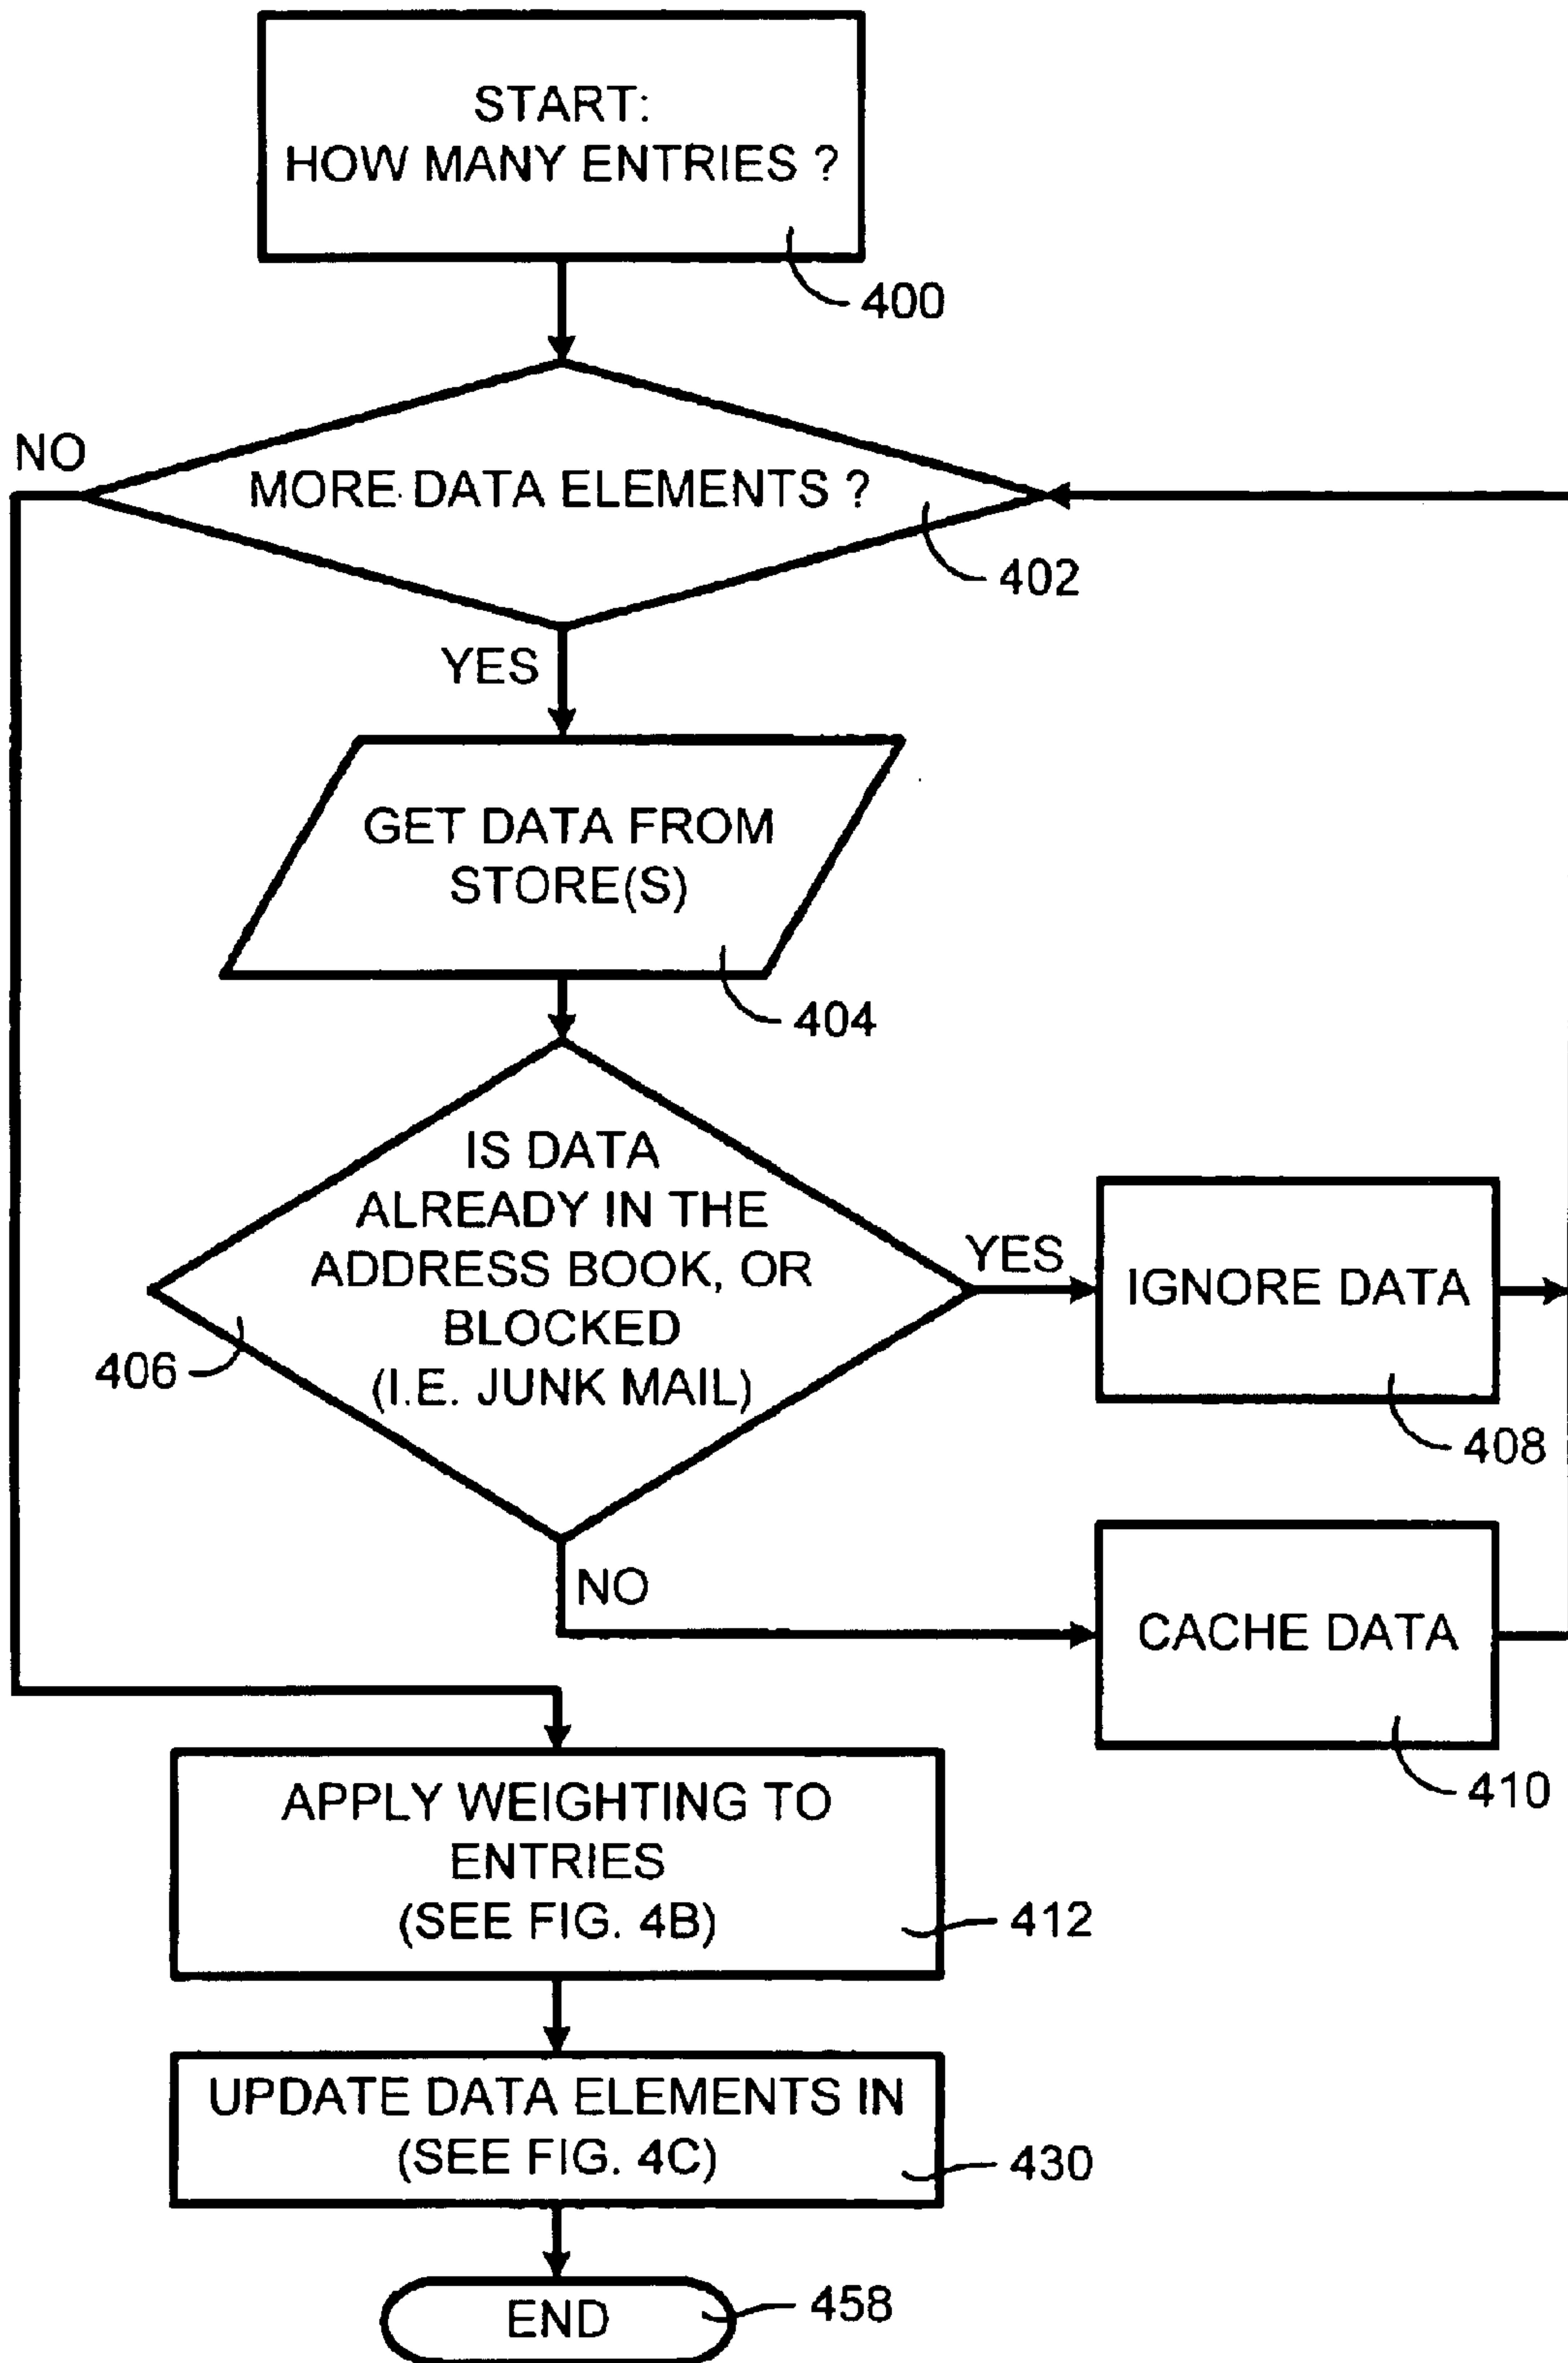 START:
HOW MANY ENTRIES ?
400
NO
MORE DATA ELEMENTS ?
402
YES
GET DATA FROM
STORE(S)
404
IS DATA
ALREADY IN THE
ADDRESS BOOK, OR
BLOCKED
(I.E. JUNK MAIL)
406
YES
IGNORE DATA
408
NO
CACHE DATA
410
APPLY WEIGHTING TO
ENTRIES
(SEE FIG. 4B)
412
UPDATE DATA ELEMENTS IN
(SEE FIG. 4C)
430
END
458